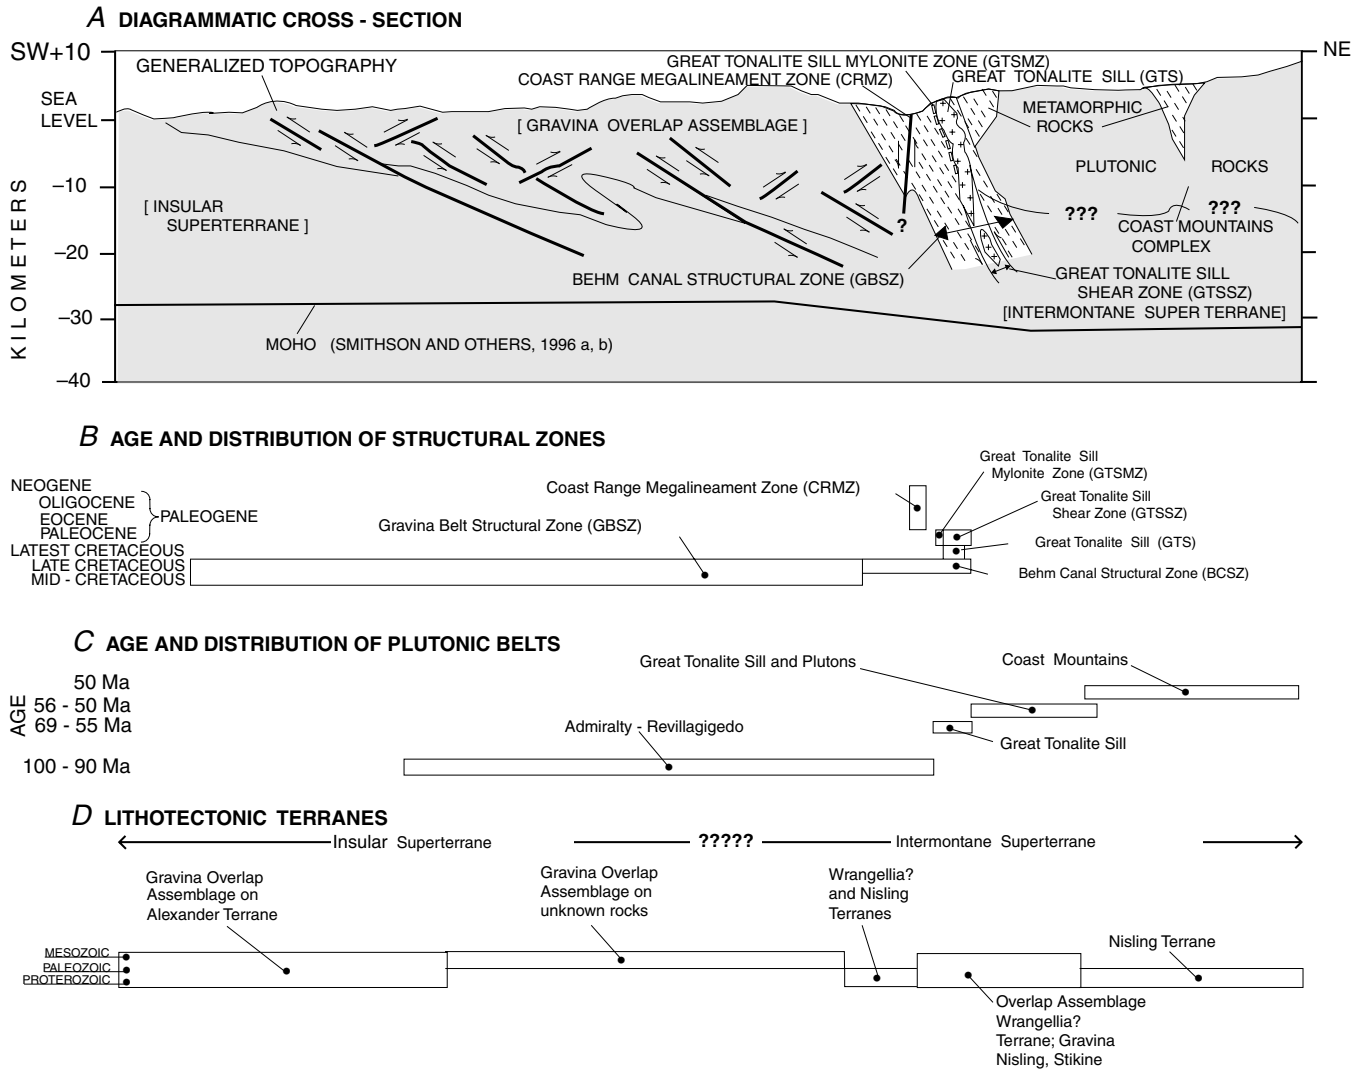 A DIAGRAMMATIC CROSS - SECTION
SW+10
NE
GENERALIZED TOPOGRAPHY
GREAT TONALITE SILL MYLONITE ZONE (GTSMZ)
COAST RANGE MEGALINEAMENT ZONE (CRMZ)
GREAT TONALITE SILL (GTS)
SEA
LEVEL
[ GRAVINA OVERLAP ASSEMBLAGE ]
METAMORPHIC
ROCKS
PLUTONIC ROCKS
–10
[ INSULAR
SUPERTERRANE ]
KILOMETERS
?
???
???
COAST MOUNTAINS
COMPLEX
–20
BEHM CANAL STRUCTURAL ZONE (GBSZ)
GREAT TONALITE SILL
SHEAR ZONE (GTSSZ)
[INTERMONTANE SUPER TERRANE]
–30
MOHO (SMITHSON AND OTHERS, 1996 a, b)
–40
B AGE AND DISTRIBUTION OF STRUCTURAL ZONES
NEOGENE
OLIGOCENE
EOCENE
PALEOCENE
PALEOGENE
LATEST CRETACEOUS
LATE CRETACEOUS
MID - CRETACEOUS
Coast Range Megalineament Zone (CRMZ)
Gravina Belt Structural Zone (GBSZ)
Great Tonalite Sill
Mylonite Zone (GTSMZ)
Great Tonalite Sill
Shear Zone (GTSSZ)
Great Tonalite Sill (GTS)
Behm Canal Structural Zone (BCSZ)
C AGE AND DISTRIBUTION OF PLUTONIC BELTS
AGE
50 Ma
56 - 50 Ma
69 - 55 Ma
100 - 90 Ma
Great Tonalite Sill and Plutons
Coast Mountains
Admiralty - Revillagigedo
Great Tonalite Sill
D LITHOTECTONIC TERRANES
Insular Superterrane
?????
Intermontane Superterrane
Gravina Overlap
Assemblage on
Alexander Terrane
Gravina Overlap
Assemblage on
unknown rocks
Wrangellia?
and Nisling
Terranes
Nisling Terrane
MESOZOIC
PALEOZOIC
PROTEROZOIC
Overlap Assemblage
Wrangellia?
Terrane; Gravina
Nisling, Stikine